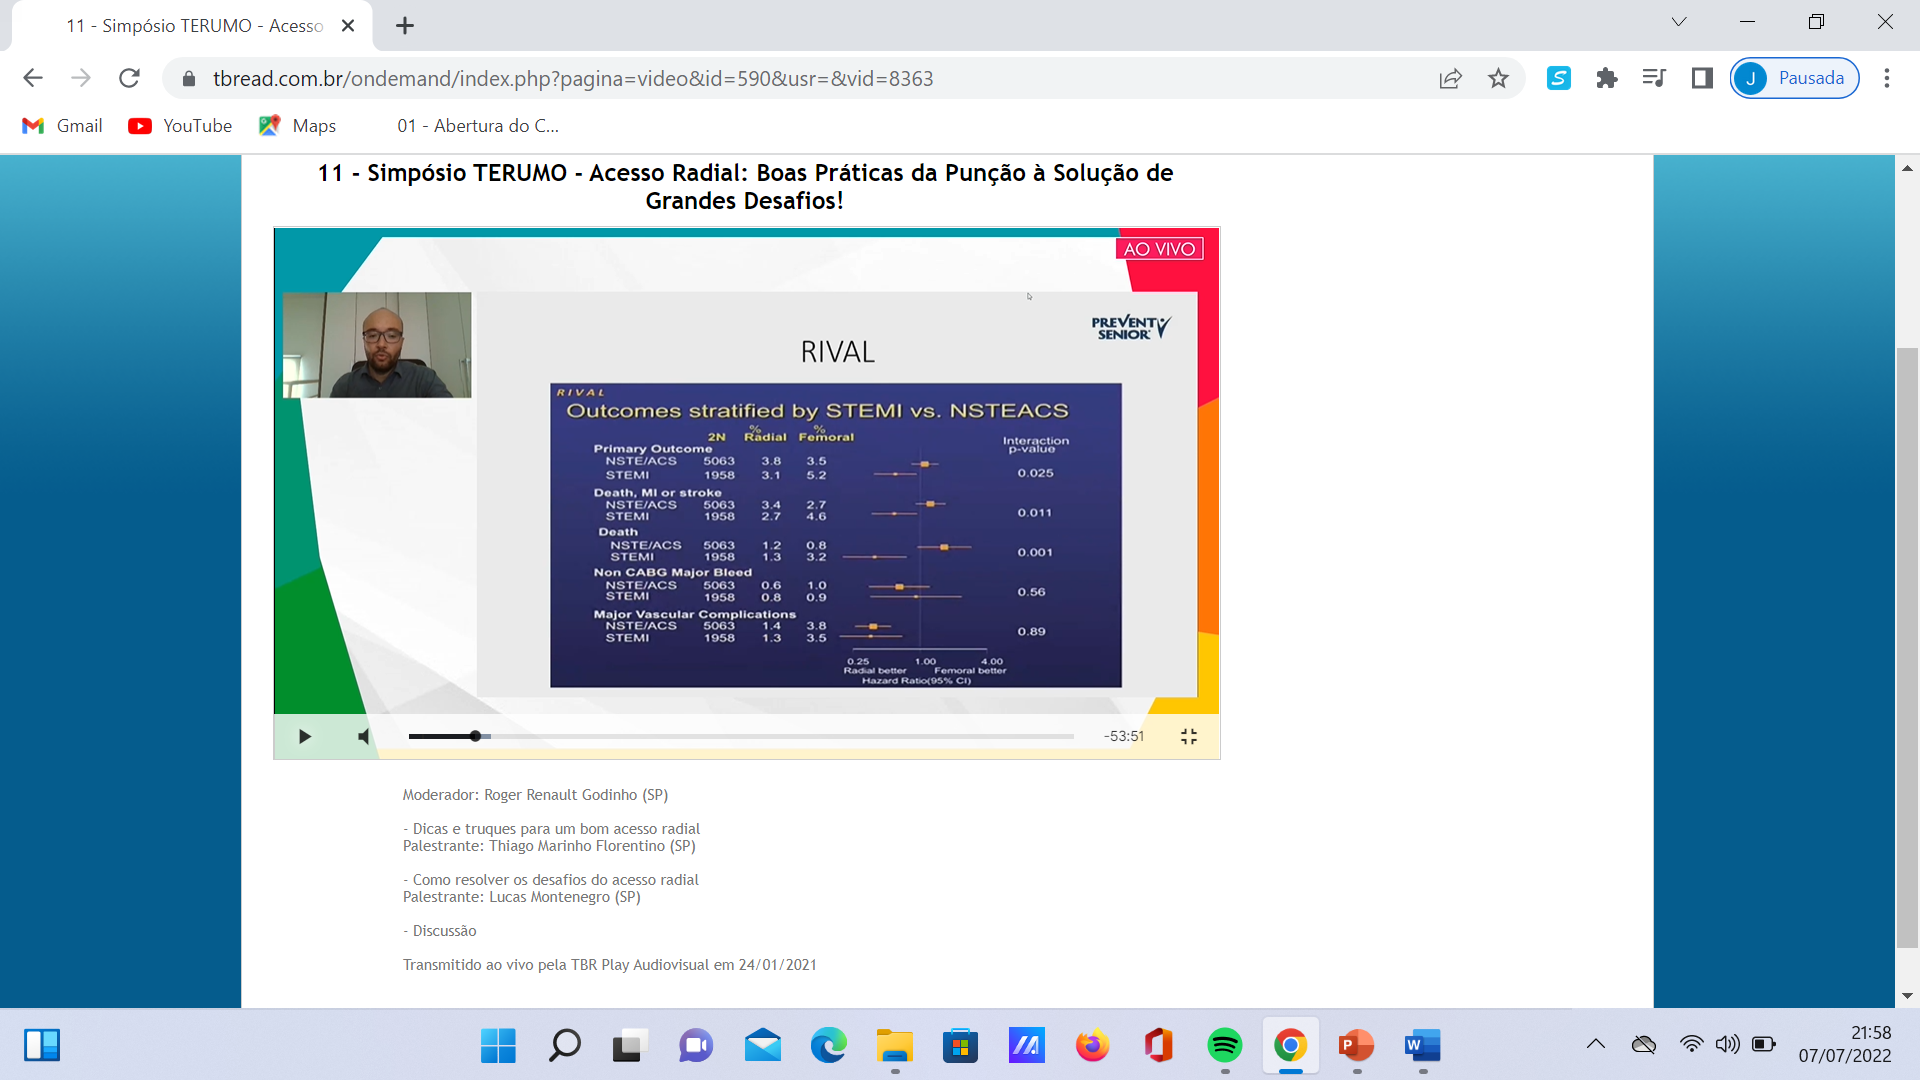 11 - Simpósio TERUMO - Acesso
tbread.com.br/ondemand/index.php?pagina=video&id=590&usr=&vid=8363
J Pausada
Gmail YouTube Maps 01 - Abertura do C...
11 - Simpósio TERUMO - Acesso Radial: Boas Práticas da Punção à Solução de
Grandes Desafios!
AO VIVO
PREVENT
SENIOR
RIVAL
RIVAL
Outcomes stratified by STEMI vs. NSTEACS
2N % Radial % Femoral Interaction p-value
Primary Outcome
NSTE/ACS 5063 3.8 3.5
STEMI 1958 3.1 5.2 0.025
Death, MI or stroke
NSTE/ACS 5063 3.4 2.7
STEMI 1958 2.7 4.6 0.011
Death
NSTE/ACS 5063 1.2 0.8
STEMI 1958 1.3 3.2 0.001
Non CABG Major Bleed
NSTE/ACS 5063 0.6 1.0
STEMI 1958 0.8 0.9 0.56
Major Vascular Complications
NSTE/ACS 5063 1.4 3.8
STEMI 1958 1.3 3.5 0.89
0.25 1.00 4.00
Radial better Femoral better
Hazard Ratio(95% CI)
-53:51
Moderador: Roger Renault Godinho (SP)
- Dicas e truques para um bom acesso radial
Palestrante: Thiago Marinho Florentino (SP)
- Como resolver os desafios do acesso radial
Palestrante: Lucas Montenegro (SP)
- Discussão
Transmitido ao vivo pela TBR Play Audiovisual em 24/01/2021
21:58
07/07/2022